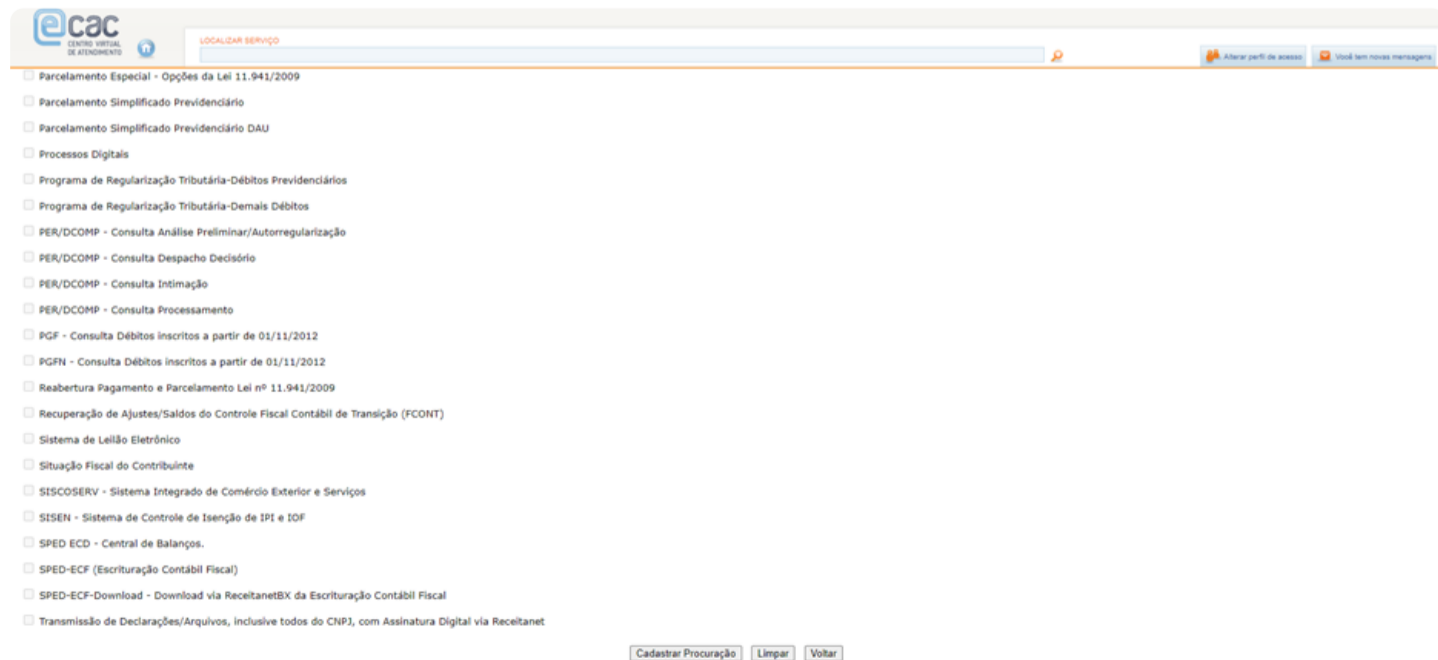 ecac
CENTRO VIRTUAL
DE ATENDIMENTO
LOCALIZAR SERVIÇO
Alterar perfil de acesso
Você tem novas mensagens
Parcelamento Especial - Opções da Lei 11.941/2009
Parcelamento Simplificado Previdenciário
Parcelamento Simplificado Previdenciário DAU
Processos Digitais
Programa de Regularização Tributária-Débitos Previdenciários
Programa de Regularização Tributária-Demais Débitos
PER/DCOMP - Consulta Análise Preliminar/Autorregularização
PER/DCOMP - Consulta Despacho Decisório
PER/DCOMP - Consulta Intimação
PER/DCOMP - Consulta Processamento
PGF - Consulta Débitos inscritos a partir de 01/11/2012
PGFN - Consulta Débitos inscritos a partir de 01/11/2012
Reabertura Pagamento e Parcelamento Lei nº 11.941/2009
Recuperação de Ajustes/Saldos do Controle Fiscal Contábil de Transição (FCONT)
Sistema de Leilão Eletrônico
Situação Fiscal do Contribuinte
SISCOSERV - Sistema Integrado de Comércio Exterior e Serviços
SISEN - Sistema de Controle de Isenção de IPI e IOF
SPED ECD - Central de Balanços.
SPED-ECF (Escrituração Contábil Fiscal)
SPED-ECF-Download - Download via ReceitanetBX da Escrituração Contábil Fiscal
Transmissão de Declarações/Arquivos, inclusive todos do CNPJ, com Assinatura Digital via Receitanet
Cadastrar Procuração Limpar Voltar